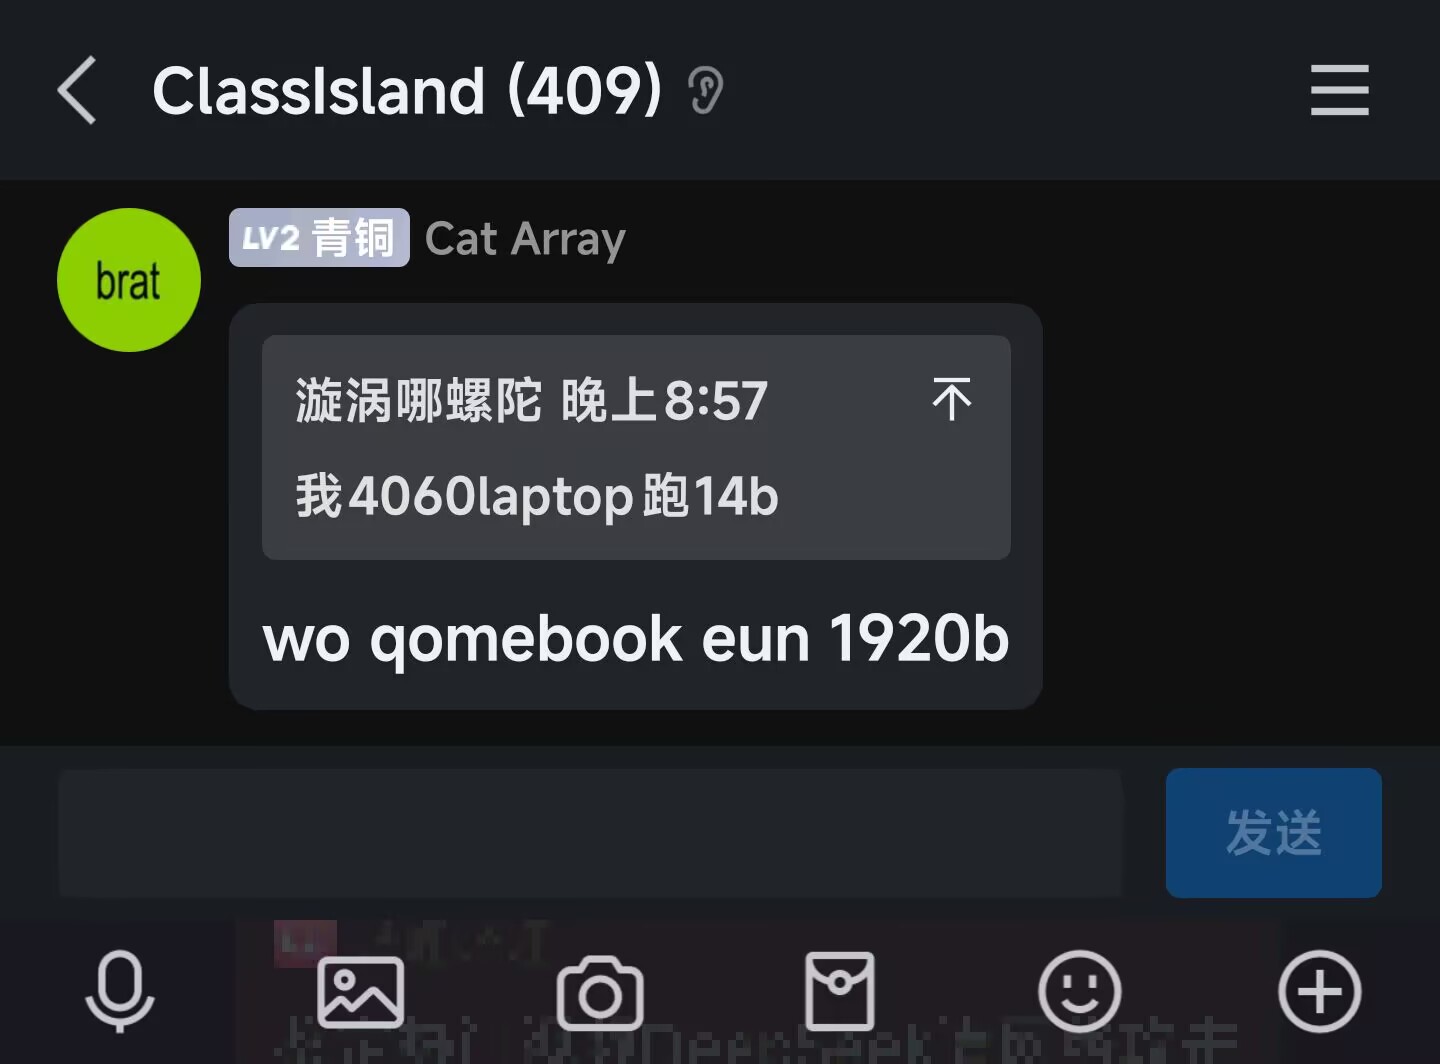 ClassIsland (409)
brat
LV2 青铜 Cat Array
漩涡哪螺陀 晚上8:57
我4060laptop跑14b
wo qomebook eun 1920b
发送
DeepSeek